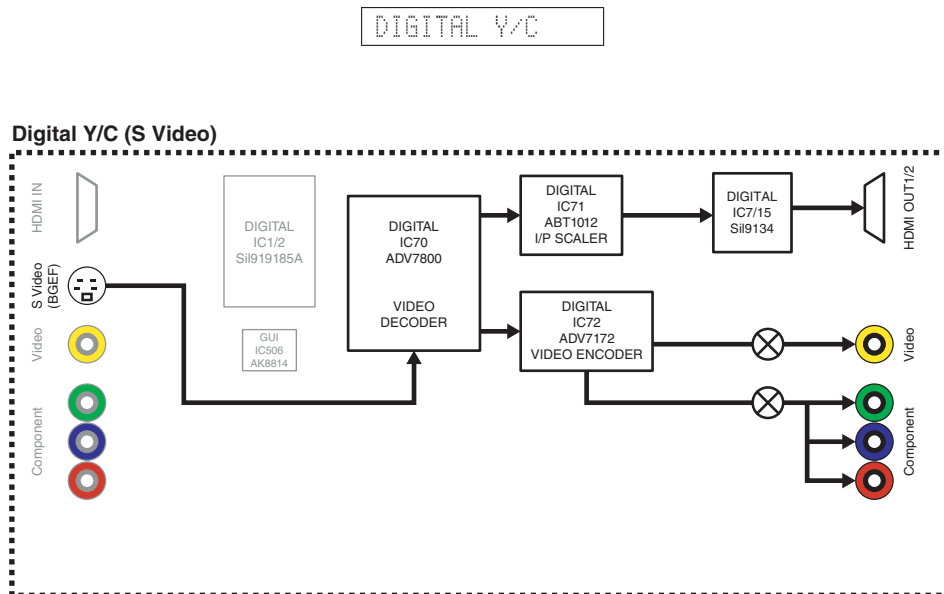 DIGITAL Y/C
Digital Y/C (S Video)
HDMI IN
DIGITAL
IC1/2
Sil919185A
DIGITAL
IC70
ADV7800
VIDEO
DECODER
DIGITAL
IC71
ABT1012
I/P SCALER
DIGITAL
IC7/15
Sil9134
HDMI OUT1/2
S Video
(BGEF)
Video
GUI
IC506
AK8814
DIGITAL
IC72
ADV7172
VIDEO ENCODER
Video
Component
Component